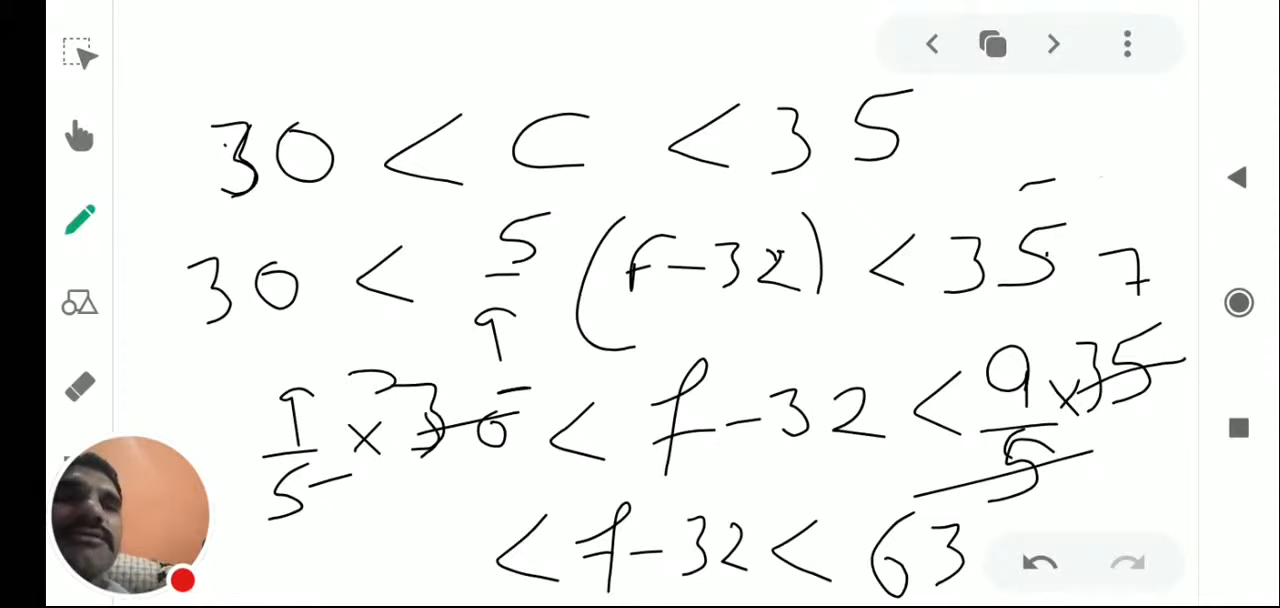 30 < C < 35
30 < 5/9 (f-32) < 35 7
9/5 × 30 < f-32 < 9/5 × 35
< f-32 < 63